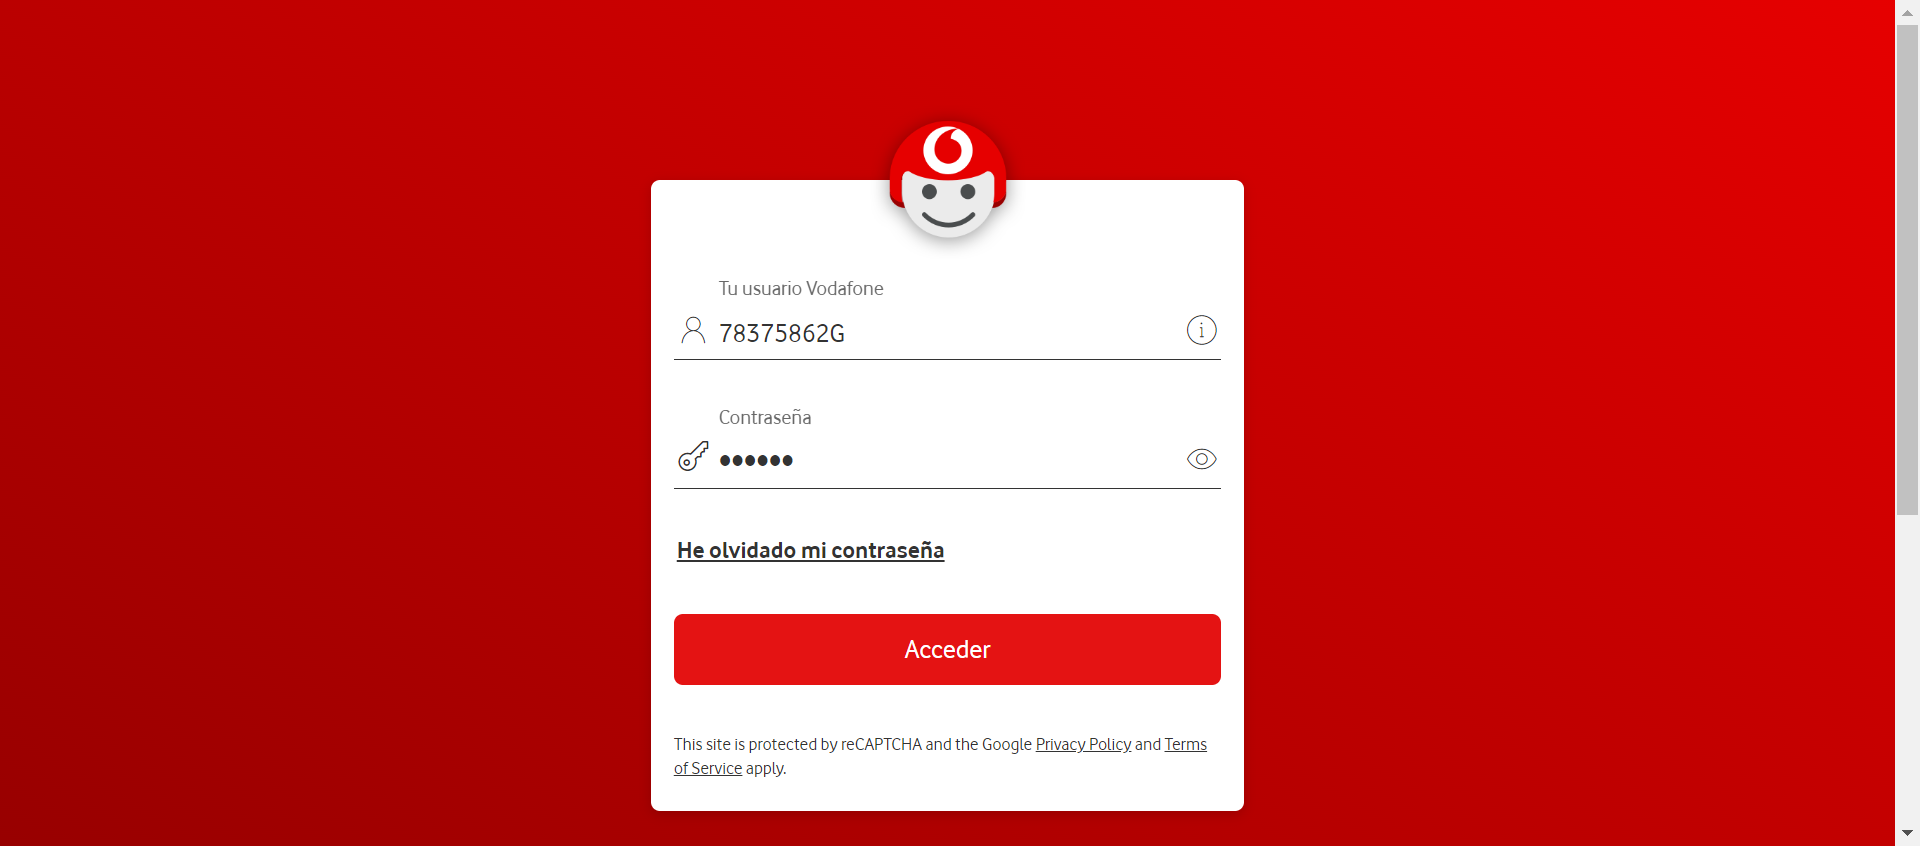 Tu usuario Vodafone
78375862G
Contraseña
••••••
He olvidado mi contraseña
Acceder
This site is protected by reCAPTCHA and the Google Privacy Policy and Terms
of Service apply.